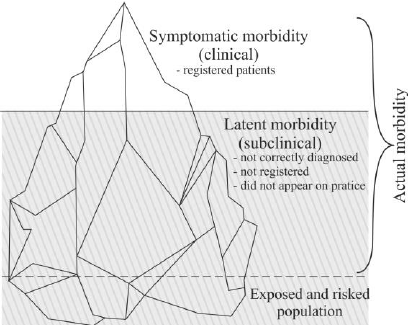 Symptomatic morbidity
(clinical)
- registered patients
Latent morbidity
(subclinical)
- not correctly diagnosed
- not registered
- did not appear on pratice
Actual morbidity
Exposed and risked
population